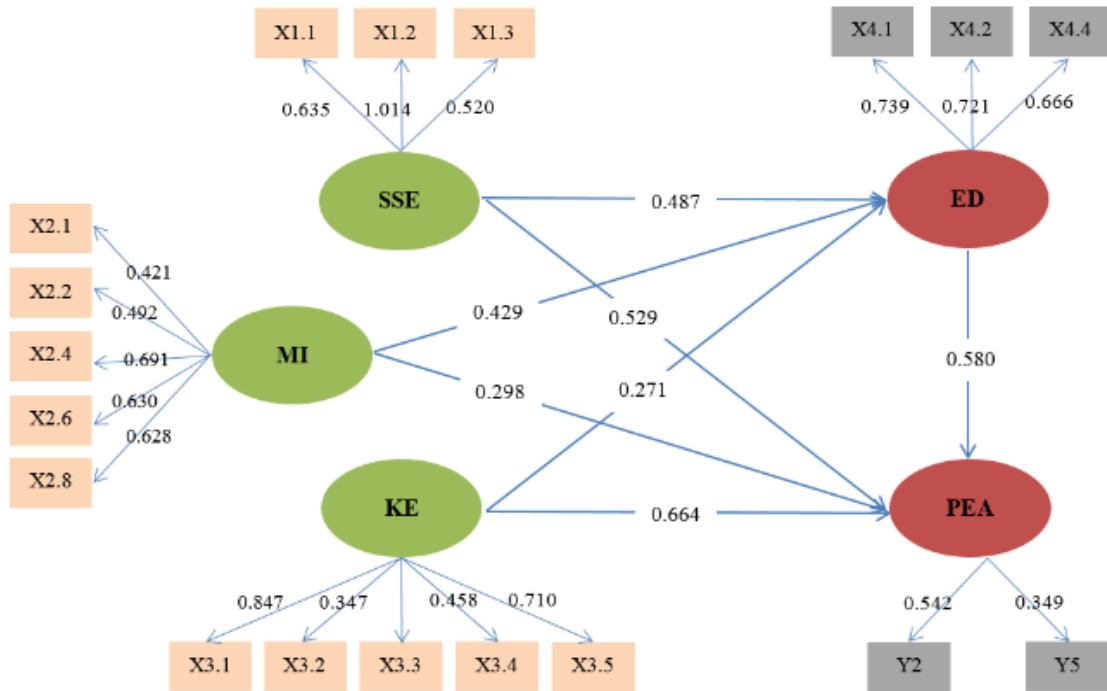 X1.1 X1.2 X1.3 X4.1 X4.2 X4.4
0.635 1.014 0.520 0.739 0.721 0.666
SSE 0.487 ED
X2.1
0.421
X2.2
0.492
0.429 0.529
X2.4 0.691 MI 0.580
0.630 0.298 0.271
X2.6
0.628
X2.8
KE 0.664 PEA
0.847 0.347 0.458 0.710 0.542 0.349
X3.1 X3.2 X3.3 X3.4 X3.5 Y2 Y5